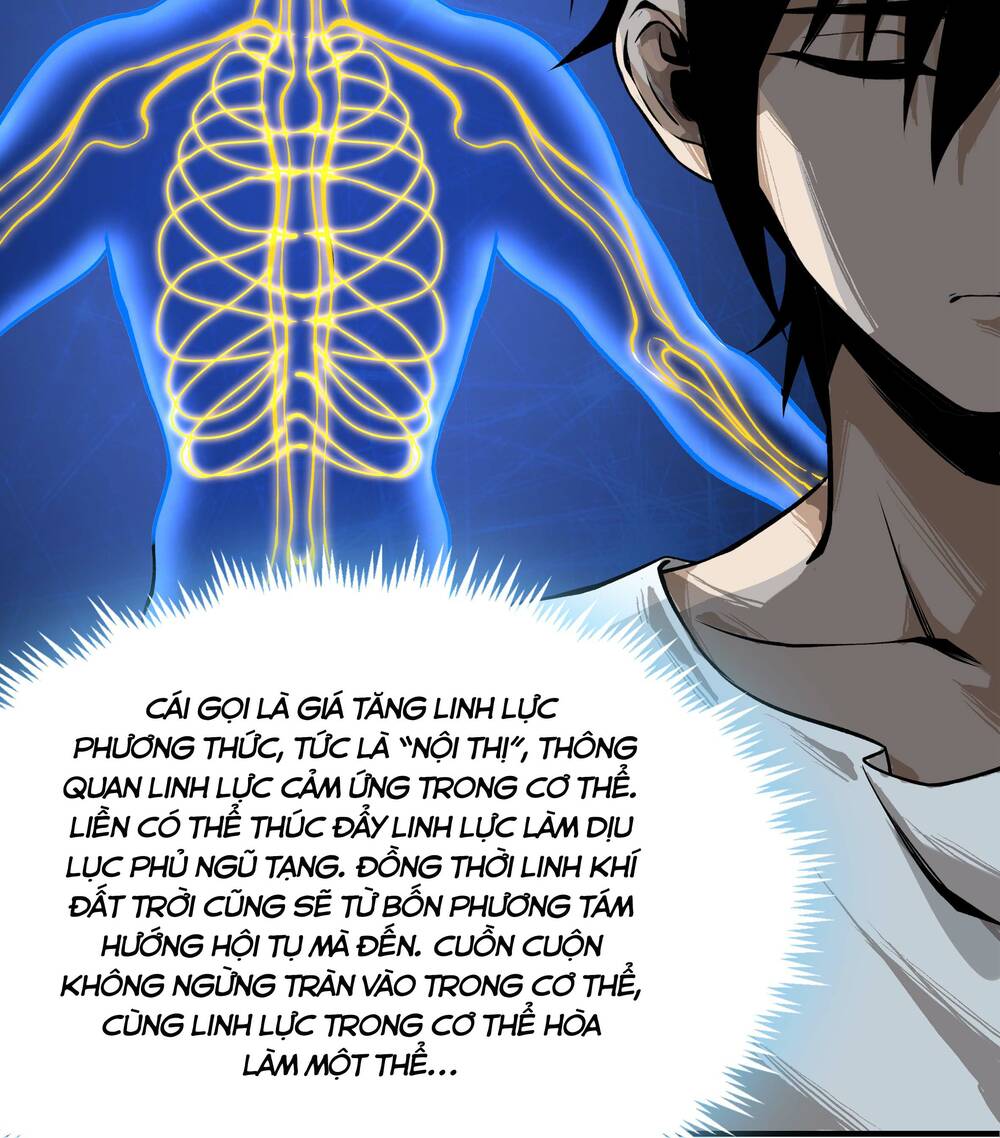 CÁI GỌI LÀ GIÁ TĂNG LINH LỰC
PHƯƠNG THỨC, TỨC LÀ "NỘI THỊ", THÔNG
QUAN LINH LỰC CẢM ỨNG TRONG CƠ THỂ.
LIỀN CÓ THỂ THÚC ĐẨY LINH LỰC LÀM DỊU
LỤC PHỦ NGŨ TẠNG. ĐỒNG THỜI LINH KHÍ
ĐẤT TRỜI CŨNG SẼ TỪ BỐN PHƯƠNG TÁM
HƯỚNG HỘI TỤ MÀ ĐẾN. CUỒN CUỘN
KHÔNG NGỪNG TRÀN VÀO TRONG CƠ THỂ,
CÙNG LINH LỰC TRONG CƠ THỂ HÒA
LÀM MỘT THỂ...